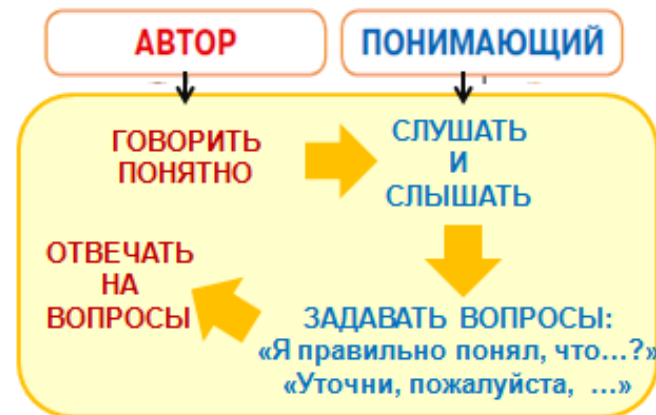 АВТОР
ПОНИМАЮЩИЙ
ГОВОРИТЬ
ПОНЯТНО
СЛУШАТЬ
И
СЛЫШАТЬ
ЗАДАВАТЬ ВОПРОСЫ:
«Я правильно понял, что…?»
«Уточни, пожалуйста, …»
ОТВЕЧАТЬ
НА
ВОПРОСЫ